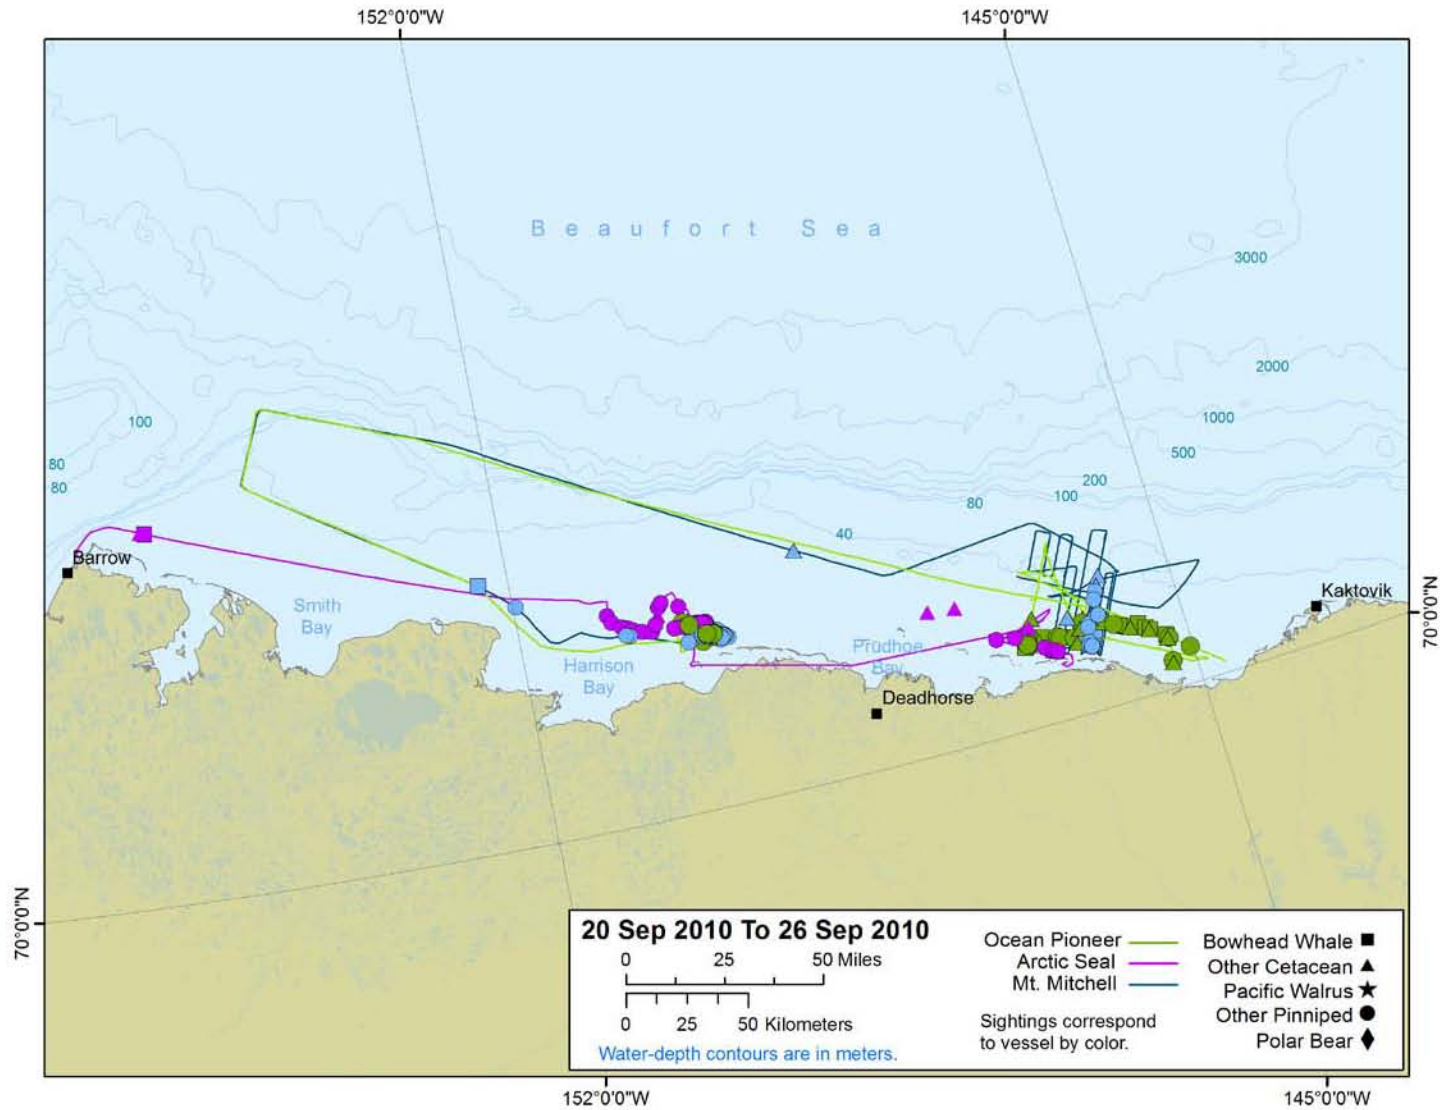 152°0'0"W
145°0'0"W
Beaufort Sea
3000
2000
1000
500
200
100
80
40
100
80
80
Barrow
Smith
Bay
Harrison
Bay
Prudhoe
Bay
Deadhorse
Kaktovik
70°0'0"N
70°0'0"N
20 Sep 2010 To 26 Sep 2010
0 25 50 Miles
0 25 50 Kilometers
Water-depth contours are in meters.
Ocean Pioneer
Arctic Seal
Mt. Mitchell
Sightings correspond
to vessel by color.
Bowhead Whale
Other Cetacean
Pacific Walrus
Other Pinniped
Polar Bear
152°0'0"W
145°0'0"W